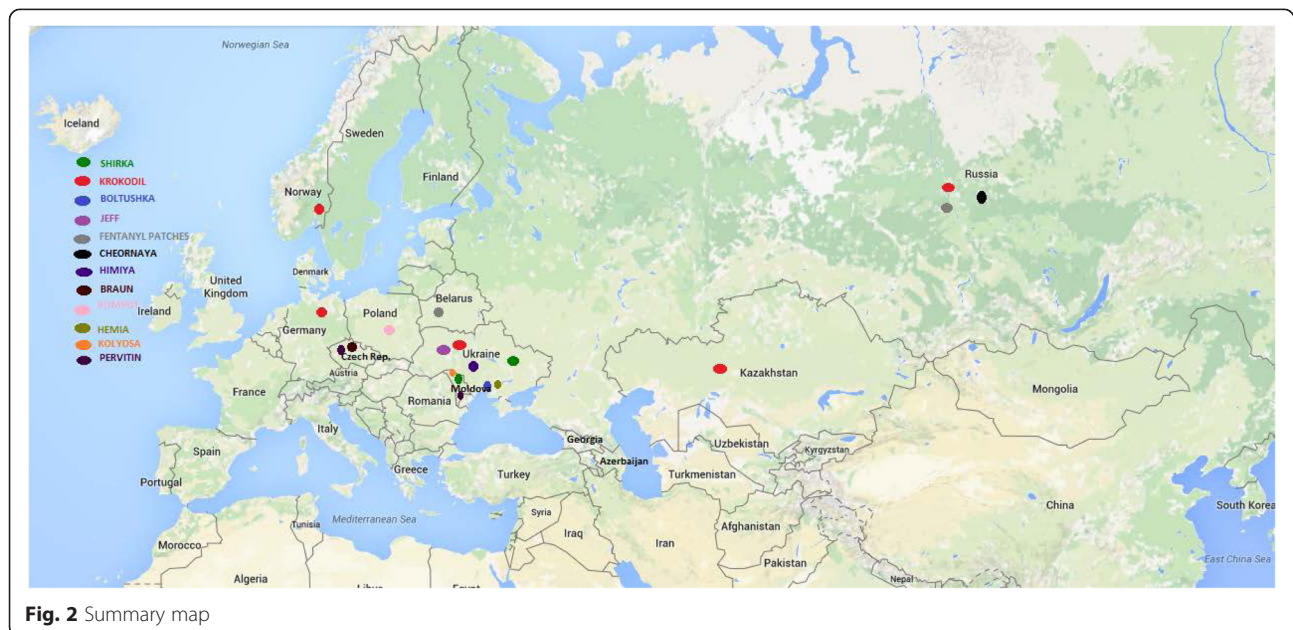 Norwegian Sea
Iceland
Sweden
Finland
Norway
Russia
SHIRKA
KROKODIL
BOLTUSHKA
JEFF
FENTANYL PATCHES
CHEORNAYA
HIMIYA
BRAUN
HEMIA
KOLYOSA
PERVITIN
Denmark
United
Kingdom
Ireland
Belarus
Poland
Germany
Czech Rep.
Ukraine
Austria
Kazakhstan
Mongolia
France
Moldova
Romania
Italy
Georgia
Uzbekistan
Kyrgyzstan
Spain
Azerbaijan
Greece
Turkey
Turkmenistan
Portugal
China
South Korea
Syria
Afghanistan
Tunisia
Mediterranean Sea
Iraq
Iran
Morocco
Pakistan
East China Sea
Algeria
Libya
Egypt
Nepal
Fig. 2 Summary map